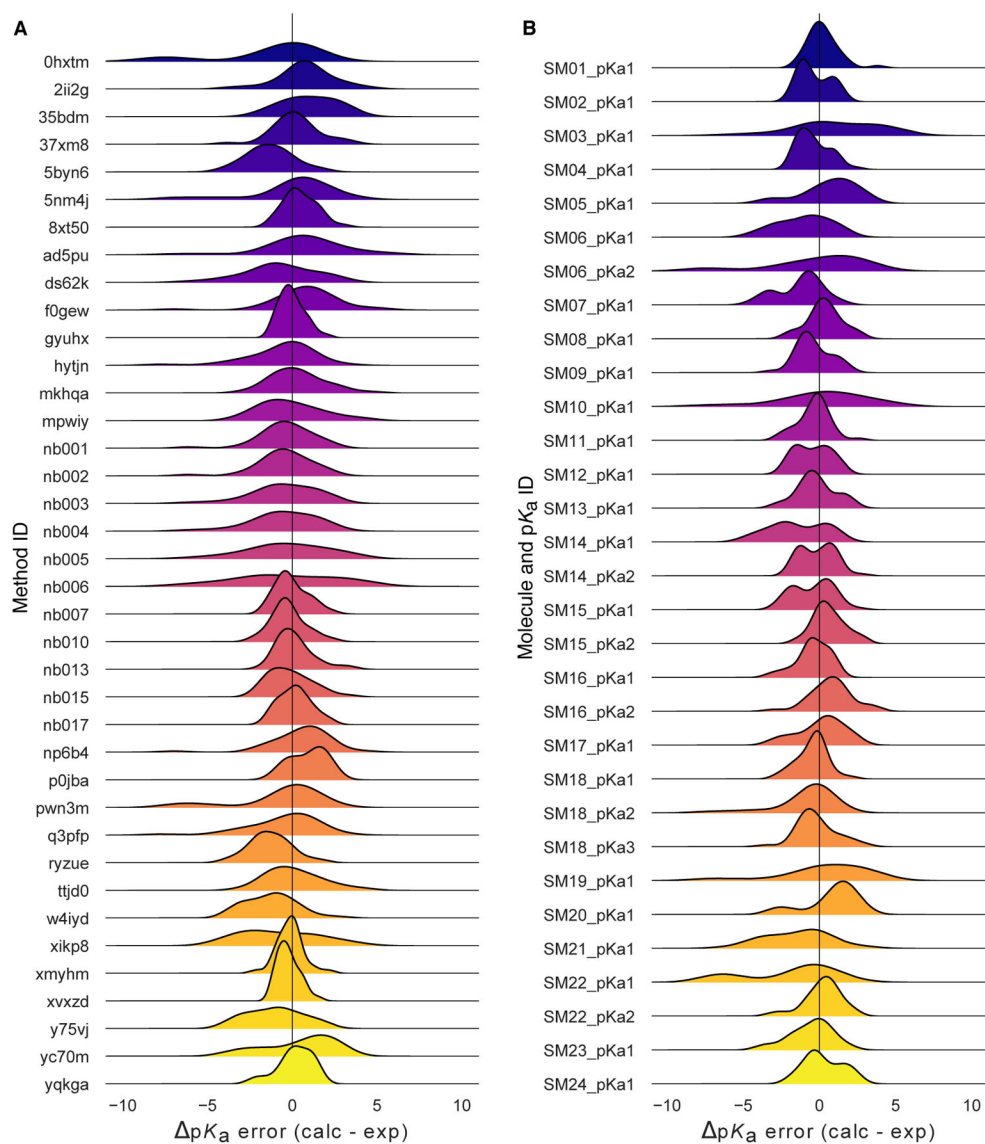 A
0hxtm
2ii2g
35bdm
37xm8
5byn6
5nm4j
8xt50
ad5pu
ds62k
f0gew
gyuhx
hytjn
mkhqa
mpwiy
nb001
nb002
nb003
nb004
nb005
nb006
nb007
nb010
nb013
nb015
nb017
np6b4
p0jba
pwn3m
q3pfp
ryzue
ttjd0
w4iyd
xikp8
xmyhm
xvxzd
y75vj
yc70m
yqkga
Method ID
−10 −5 0 5 10
ΔpKa error (calc - exp)
B
SM01_pKa1
SM02_pKa1
SM03_pKa1
SM04_pKa1
SM05_pKa1
SM06_pKa1
SM06_pKa2
SM07_pKa1
SM08_pKa1
SM09_pKa1
SM10_pKa1
SM11_pKa1
SM12_pKa1
SM13_pKa1
SM14_pKa1
SM14_pKa2
SM15_pKa1
SM15_pKa2
SM16_pKa1
SM16_pKa2
SM17_pKa1
SM18_pKa1
SM18_pKa2
SM18_pKa3
SM19_pKa1
SM20_pKa1
SM21_pKa1
SM22_pKa1
SM22_pKa2
SM23_pKa1
SM24_pKa1
Molecule and pKa ID
−10 −5 0 5 10
ΔpKa error (calc - exp)